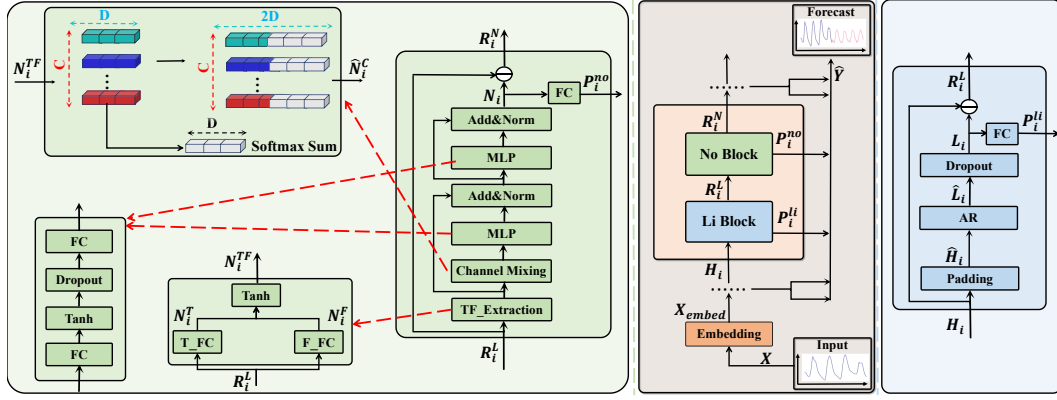 D
2D
C
C
N_i^{TF}
N̂_i^C
D
Softmax Sum
FC
Dropout
Tanh
FC
N_i^{TF}
Tanh
N_i^T
N_i^F
T_FC
F_FC
R_i^L
R_i^N
N_i
FC
P_i^{no}
Add&Norm
MLP
Add&Norm
MLP
Channel Mixing
TF_Extraction
R_i^L
Forecast
Ŷ
......
R_i^N
No Block
P_i^{no}
R_i^L
Li Block
P_i^{li}
H_i
......
X_{embed}
Embedding
X
Input
R_i^L
L_i
FC
P_i^{li}
Dropout
L̂_i
AR
Ĥ_i
Padding
H_i